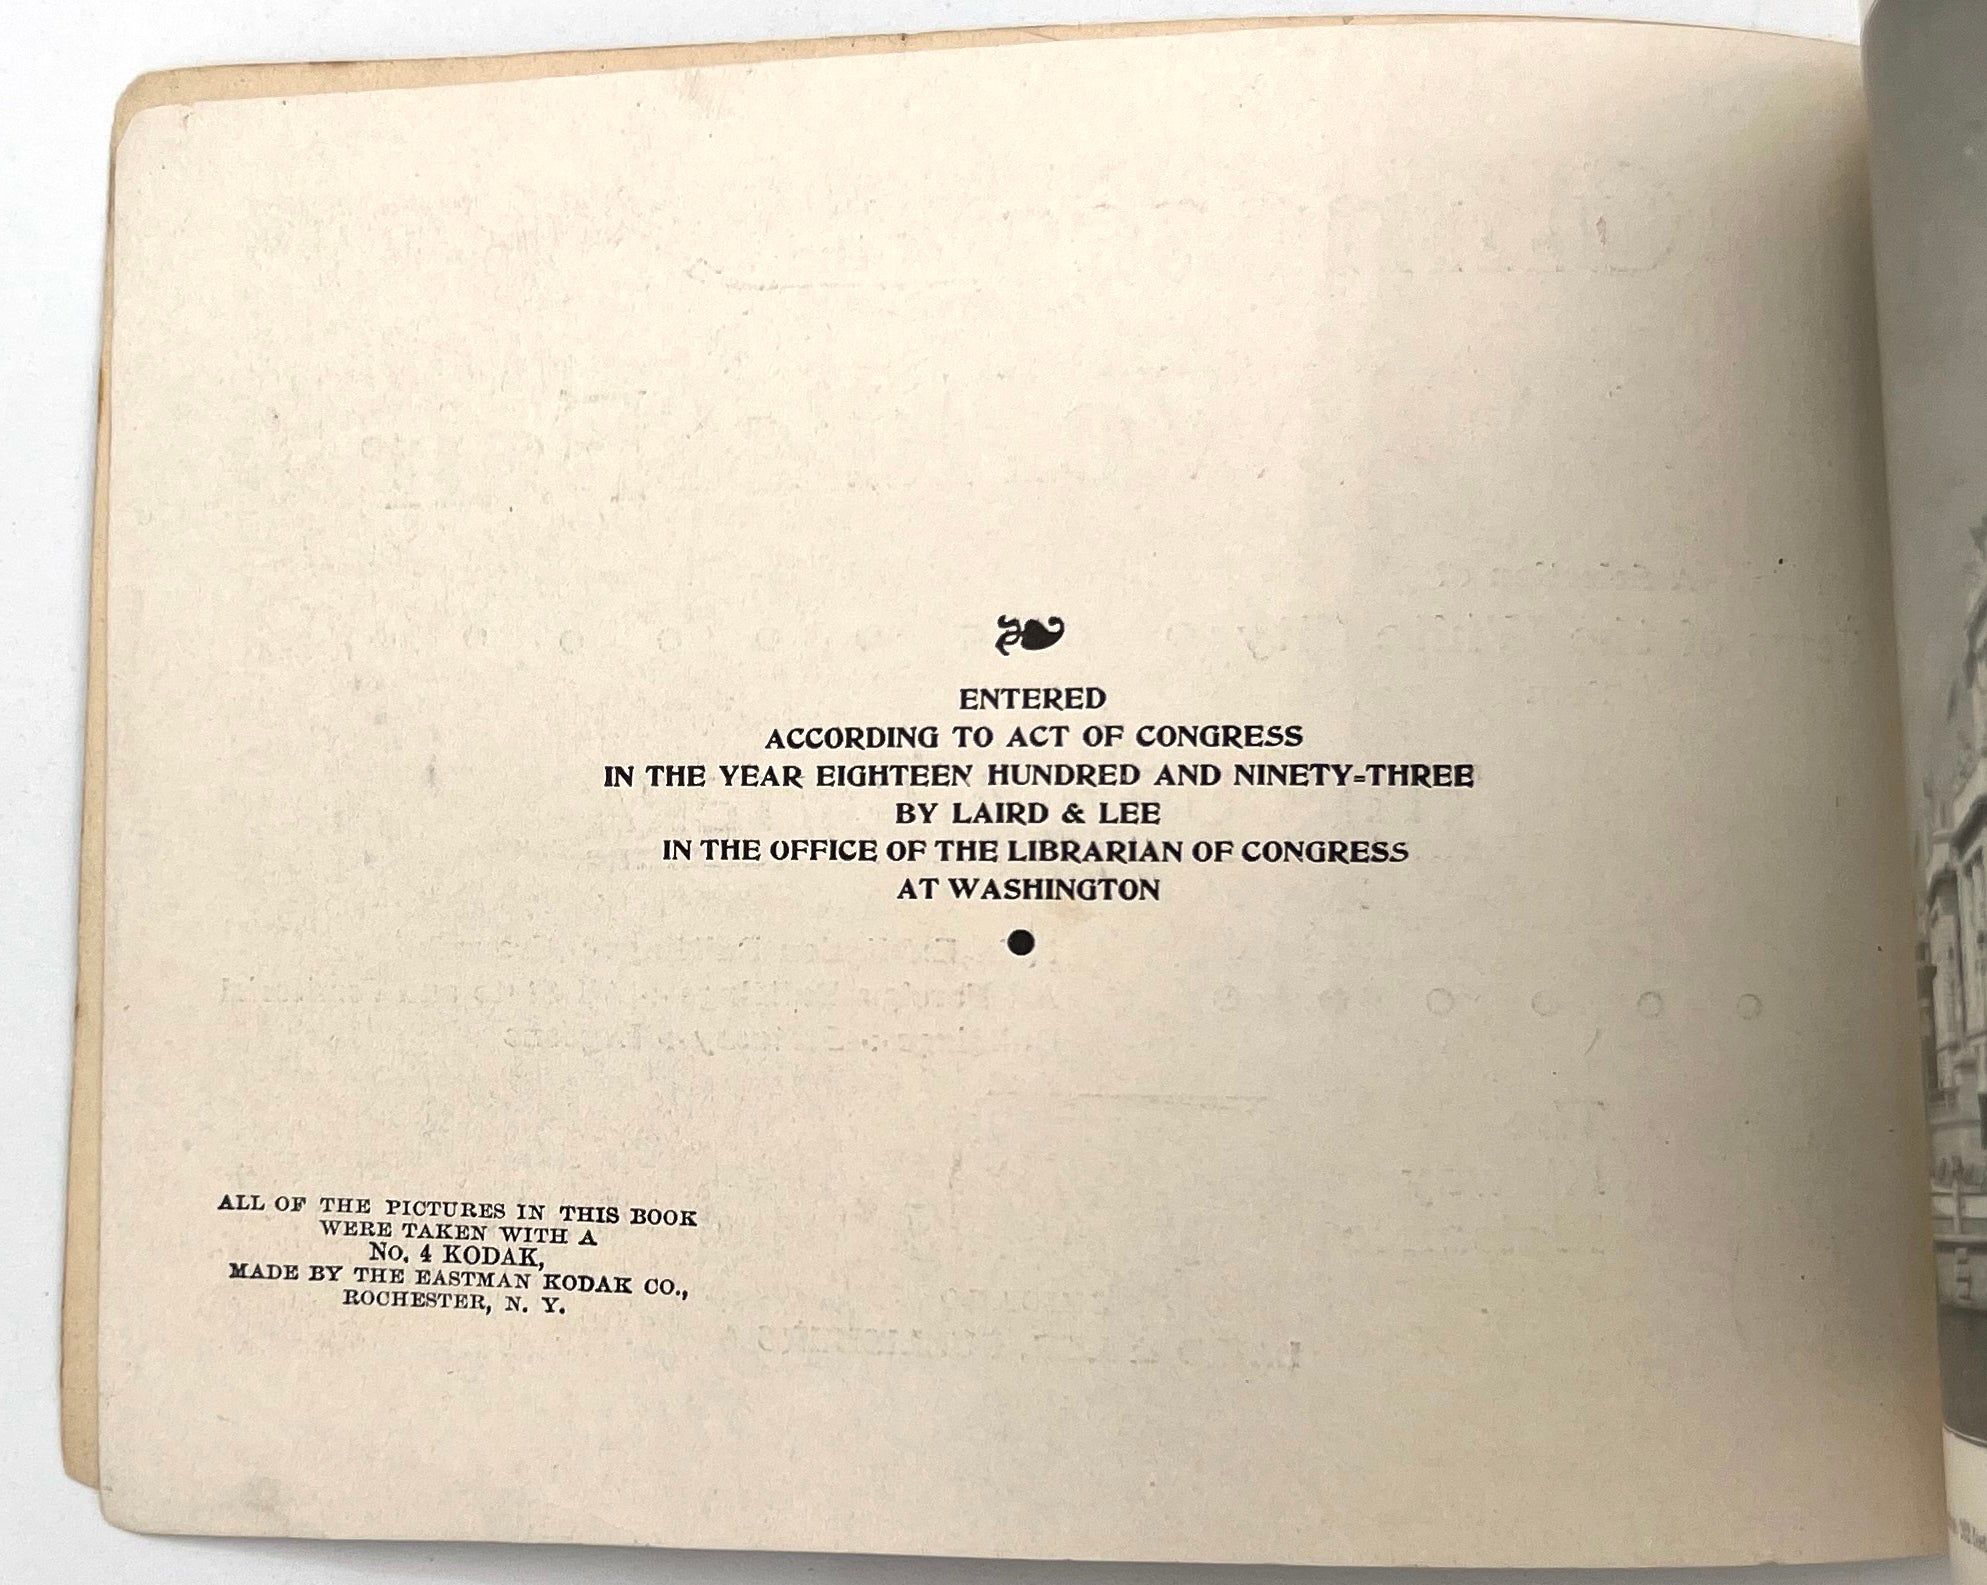 ENTERED
ACCORDING TO ACT OF CONGRESS
IN THE YEAR EIGHTEEN HUNDRED AND NINETY=THREE
BY LAIRD & LEE
IN THE OFFICE OF THE LIBRARIAN OF CONGRESS
AT WASHINGTON
ALL OF THE PICTURES IN THIS BOOK
WERE TAKEN WITH A
No. 4 KODAK,
MADE BY THE EASTMAN KODAK CO.,
ROCHESTER, N. Y.